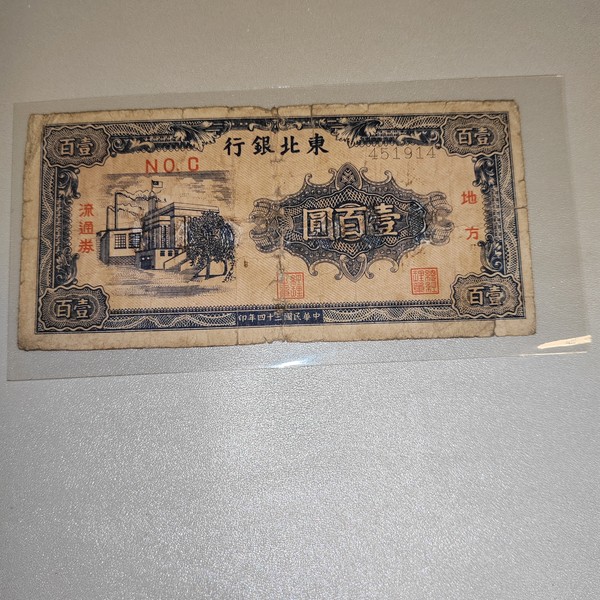 壹百
壹百
東北銀行
451914
NO. C
地方
流通券
壹百圓
壹百
壹百
中華民國三十四年印